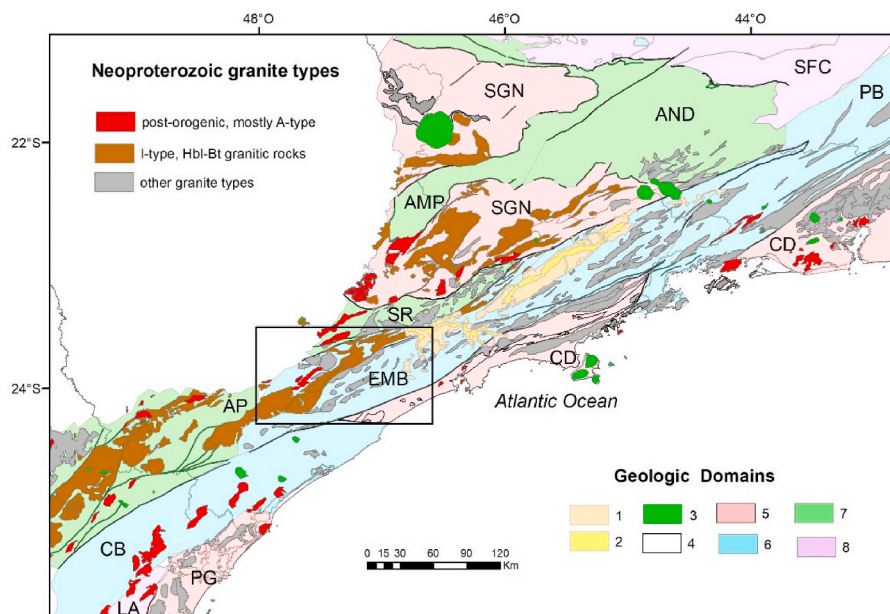 48°O 46°O 44°O
Neoproterozoic granite types
post-orogenic, mostly A-type
I-type, Hbl-Bt granitic rocks
other granite types
SGN
SFC
PB
AND
22°S
AMP
SGN
CD
SR
CD
EMB
24°S
AP
Atlantic Ocean
Geologic Domains
1 3 5 7
2 4 6 8
CB
PG
LA
0 15 30 60 90 120
Km